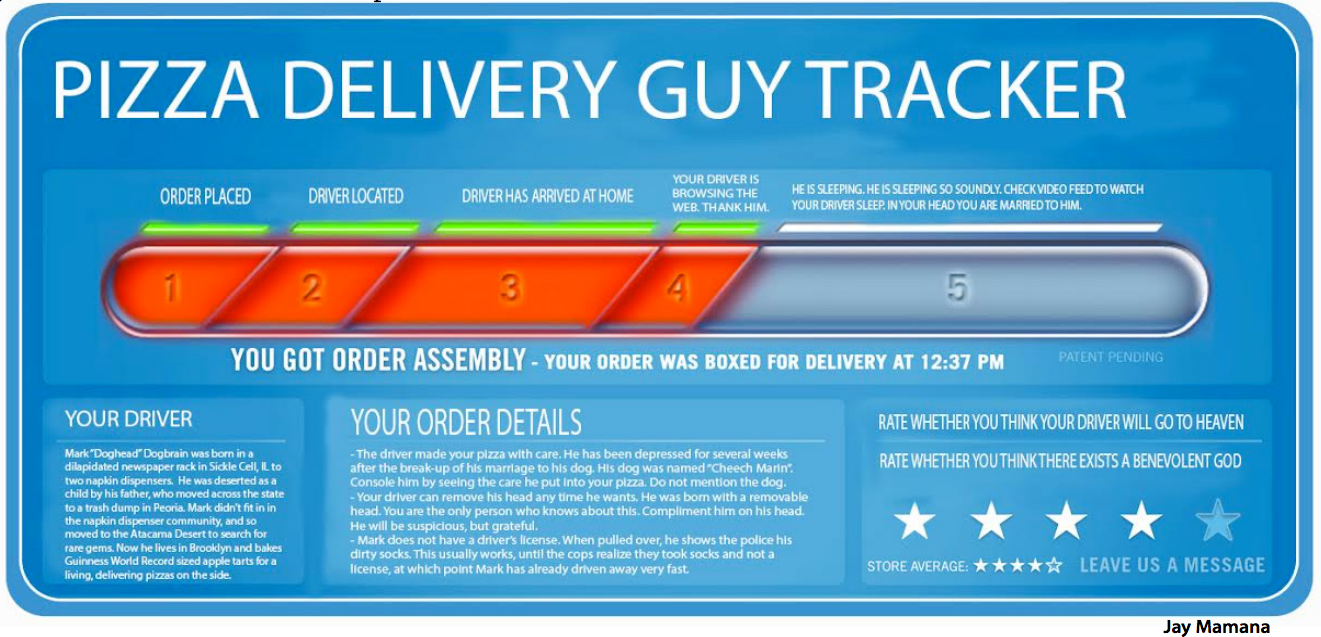 PIZZA DELIVERY GUY TRACKER
ORDER PLACED
DRIVER LOCATED
DRIVER HAS ARRIVED AT HOME
YOUR DRIVER IS
BROWSING THE
WEB. THANK HIM.
HE IS SLEEPING. HE IS SLEEPING SO SOUNDLY. CHECK VIDEO FEED TO WATCH
YOUR DRIVER SLEEP. IN YOUR HEAD YOU ARE MARRIED TO HIM.
1
2
3
4
5
YOU GOT ORDER ASSEMBLY - YOUR ORDER WAS BOXED FOR DELIVERY AT 12:37 PM
PATENT PENDING
YOUR DRIVER
Mark "Doghead" Dogbrain was born in a
dilapidated newspaper rack in Sickle Cell, IL to
two napkin dispensers. He was deserted as a
child by his father, who moved across the state
to a trash dump in Peoria. Mark didn't fit in in
the napkin dispenser community, and so
moved to the Atacama Desert to search for
rare gems. Now he lives in Brooklyn and bakes
Guinness World Record sized apple tarts for a
living, delivering pizzas on the side.
YOUR ORDER DETAILS
- The driver made your pizza with care. He has been depressed for several weeks
after the break-up of his marriage to his dog. His dog was named "Cheech Marin".
Console him by seeing the care he put into your pizza. Do not mention the dog.
- Your driver can remove his head any time he wants. He was born with a removable
head. You are the only person who knows about this. Compliment him on his head.
He will be suspicious, but grateful.
- Mark does not have a driver's license. When pulled over, he shows the police his
dirty socks. This usually works, until the cops realize they took socks and not a
license, at which point Mark has already driven away very fast.
RATE WHETHER YOU THINK YOUR DRIVER WILL GO TO HEAVEN
RATE WHETHER YOU THINK THERE EXISTS A BENEVOLENT GOD
STORE AVERAGE: ★★★★☆ LEAVE US A MESSAGE
Jay Mamana